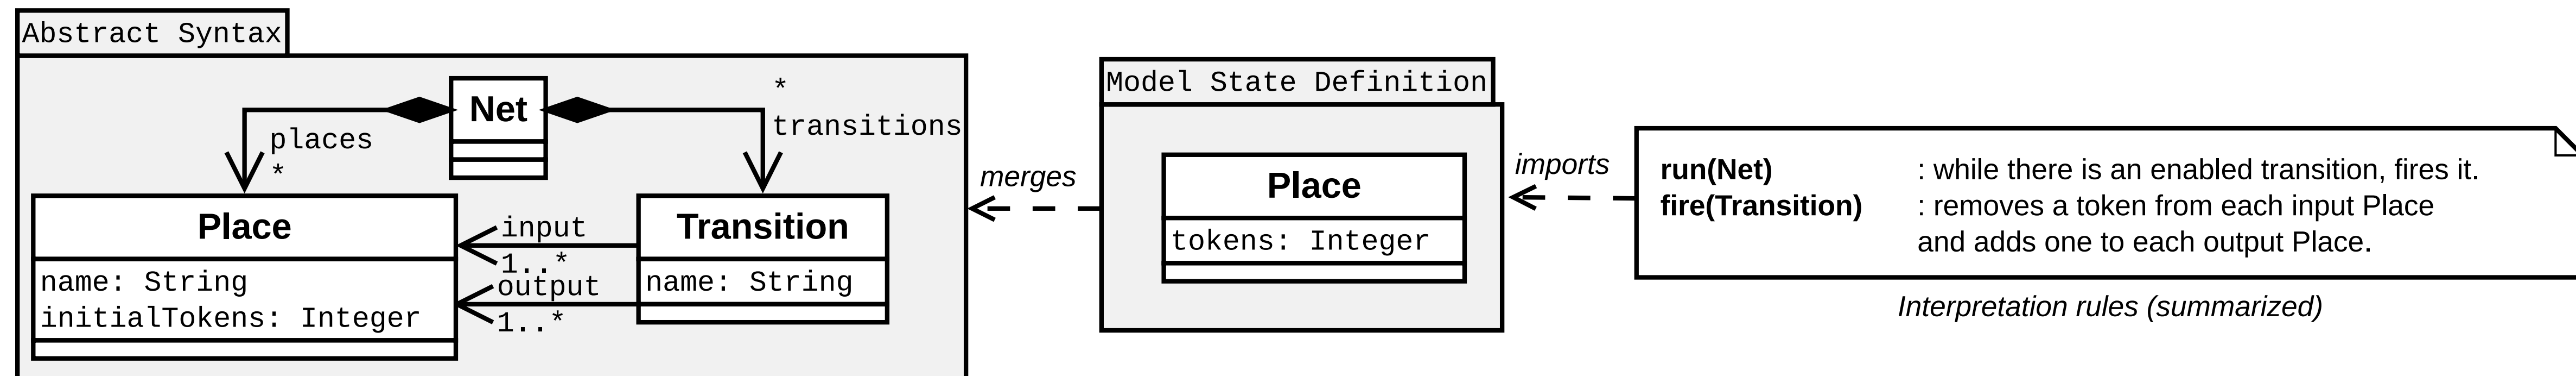 Abstract Syntax
Net
places
*
*
transitions
Place
name: String
initialTokens: Integer
input
1..*
output
1..*
Transition
name: String
merges
Model State Definition
Place
tokens: Integer
imports
run(Net) : while there is an enabled transition, fires it.
fire(Transition) : removes a token from each input Place
and adds one to each output Place.
Interpretation rules (summarized)